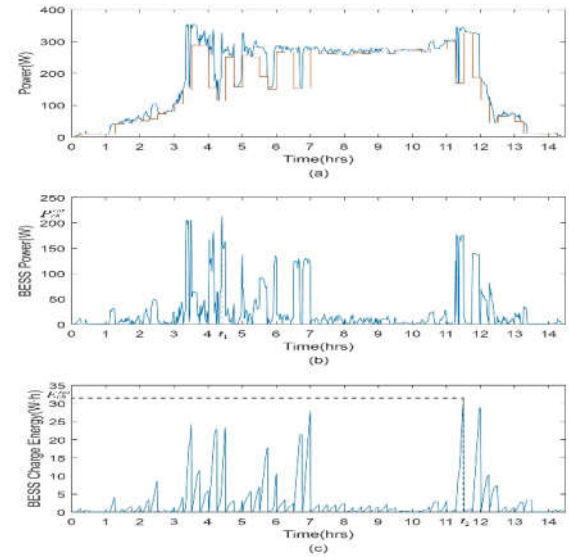 400
300
200
100
0
Power(W)
0 1 2 3 4 5 6 7 8 9 10 11 12 13 14
Time(hrs)
(a)
250
200
150
100
50
0
BESS Power(W)
0 1 2 3 4 t₁ 5 6 7 8 9 10 11 12 13 14
Time(hrs)
(b)
35
30
25
20
15
10
5
0
BESS Charge Energy(W·h)
0 1 2 3 4 5 6 7 8 9 10 11 t₂ 12 13 14
Time(hrs)
(c)